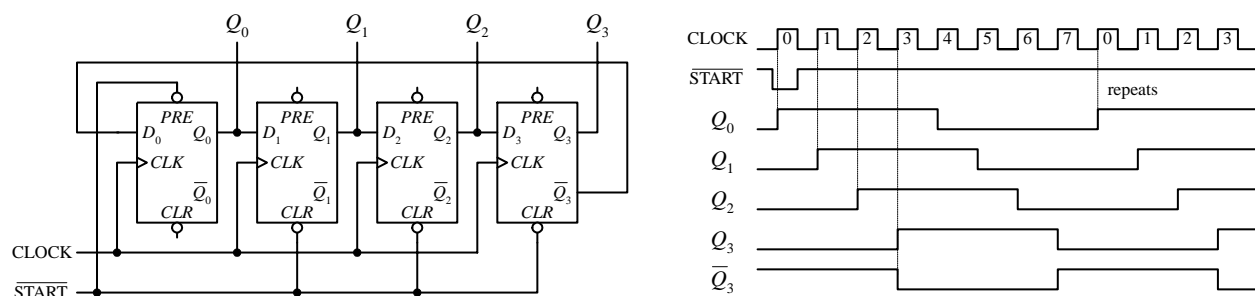 Q₀ Q₁ Q₂ Q₃
PRE PRE PRE PRE
D₀ Q₀ D₁ Q₁ D₂ Q₂ D₃ Q₃
CLK CLK CLK CLK
Q̅₀ Q̅₁ Q̅₂ Q̅₃
CLR CLR CLR CLR
CLOCK
S̅T̅A̅R̅T̅
CLOCK 0 1 2 3 4 5 6 7 0 1 2 3
S̅T̅A̅R̅T̅
repeats
Q₀
Q₁
Q₂
Q₃
Q̅₃